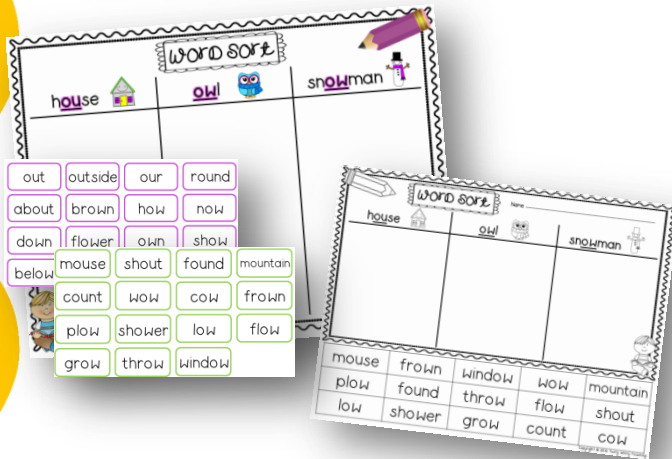 word sort
house owl snowman
out outside our round
about brown how now
down flower own show
below
mouse shout found mountain
count wow cow frown
plow shower low flow
grow throw window
word sort
house owl snowman
mouse frown window wow mountain
plow found throw flow shout
low shower grow count cow